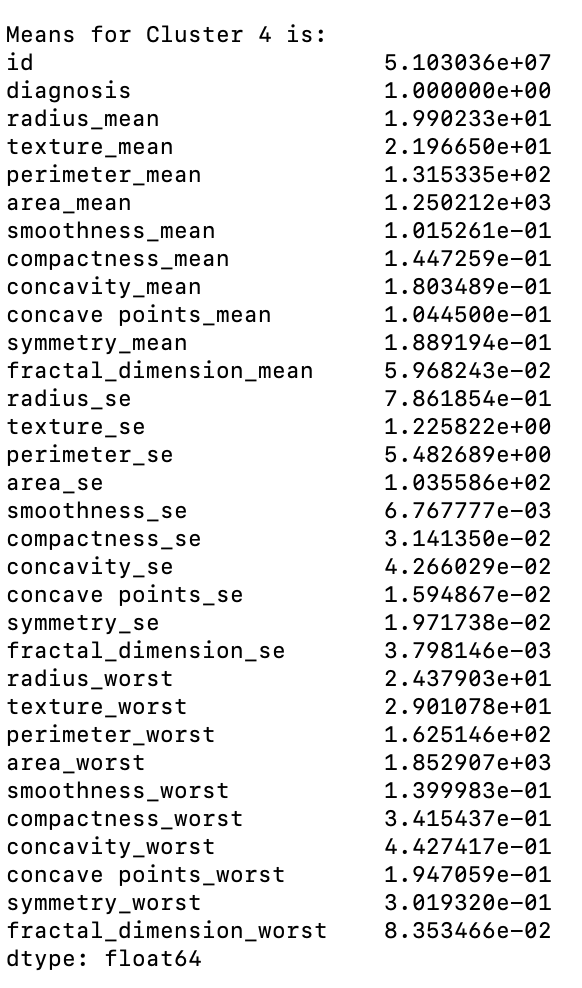 Means for Cluster 4 is:
id 5.103036e+07
diagnosis 1.000000e+00
radius_mean 1.990233e+01
texture_mean 2.196650e+01
perimeter_mean 1.315335e+02
area_mean 1.250212e+03
smoothness_mean 1.015261e-01
compactness_mean 1.447259e-01
concavity_mean 1.803489e-01
concave points_mean 1.044500e-01
symmetry_mean 1.889194e-01
fractal_dimension_mean 5.968243e-02
radius_se 7.861854e-01
texture_se 1.225822e+00
perimeter_se 5.482689e+00
area_se 1.035586e+02
smoothness_se 6.767777e-03
compactness_se 3.141350e-02
concavity_se 4.266029e-02
concave points_se 1.594867e-02
symmetry_se 1.971738e-02
fractal_dimension_se 3.798146e-03
radius_worst 2.437903e+01
texture_worst 2.901078e+01
perimeter_worst 1.625146e+02
area_worst 1.852907e+03
smoothness_worst 1.399983e-01
compactness_worst 3.415437e-01
concavity_worst 4.427417e-01
concave points_worst 1.947059e-01
symmetry_worst 3.019320e-01
fractal_dimension_worst 8.353466e-02
dtype: float64